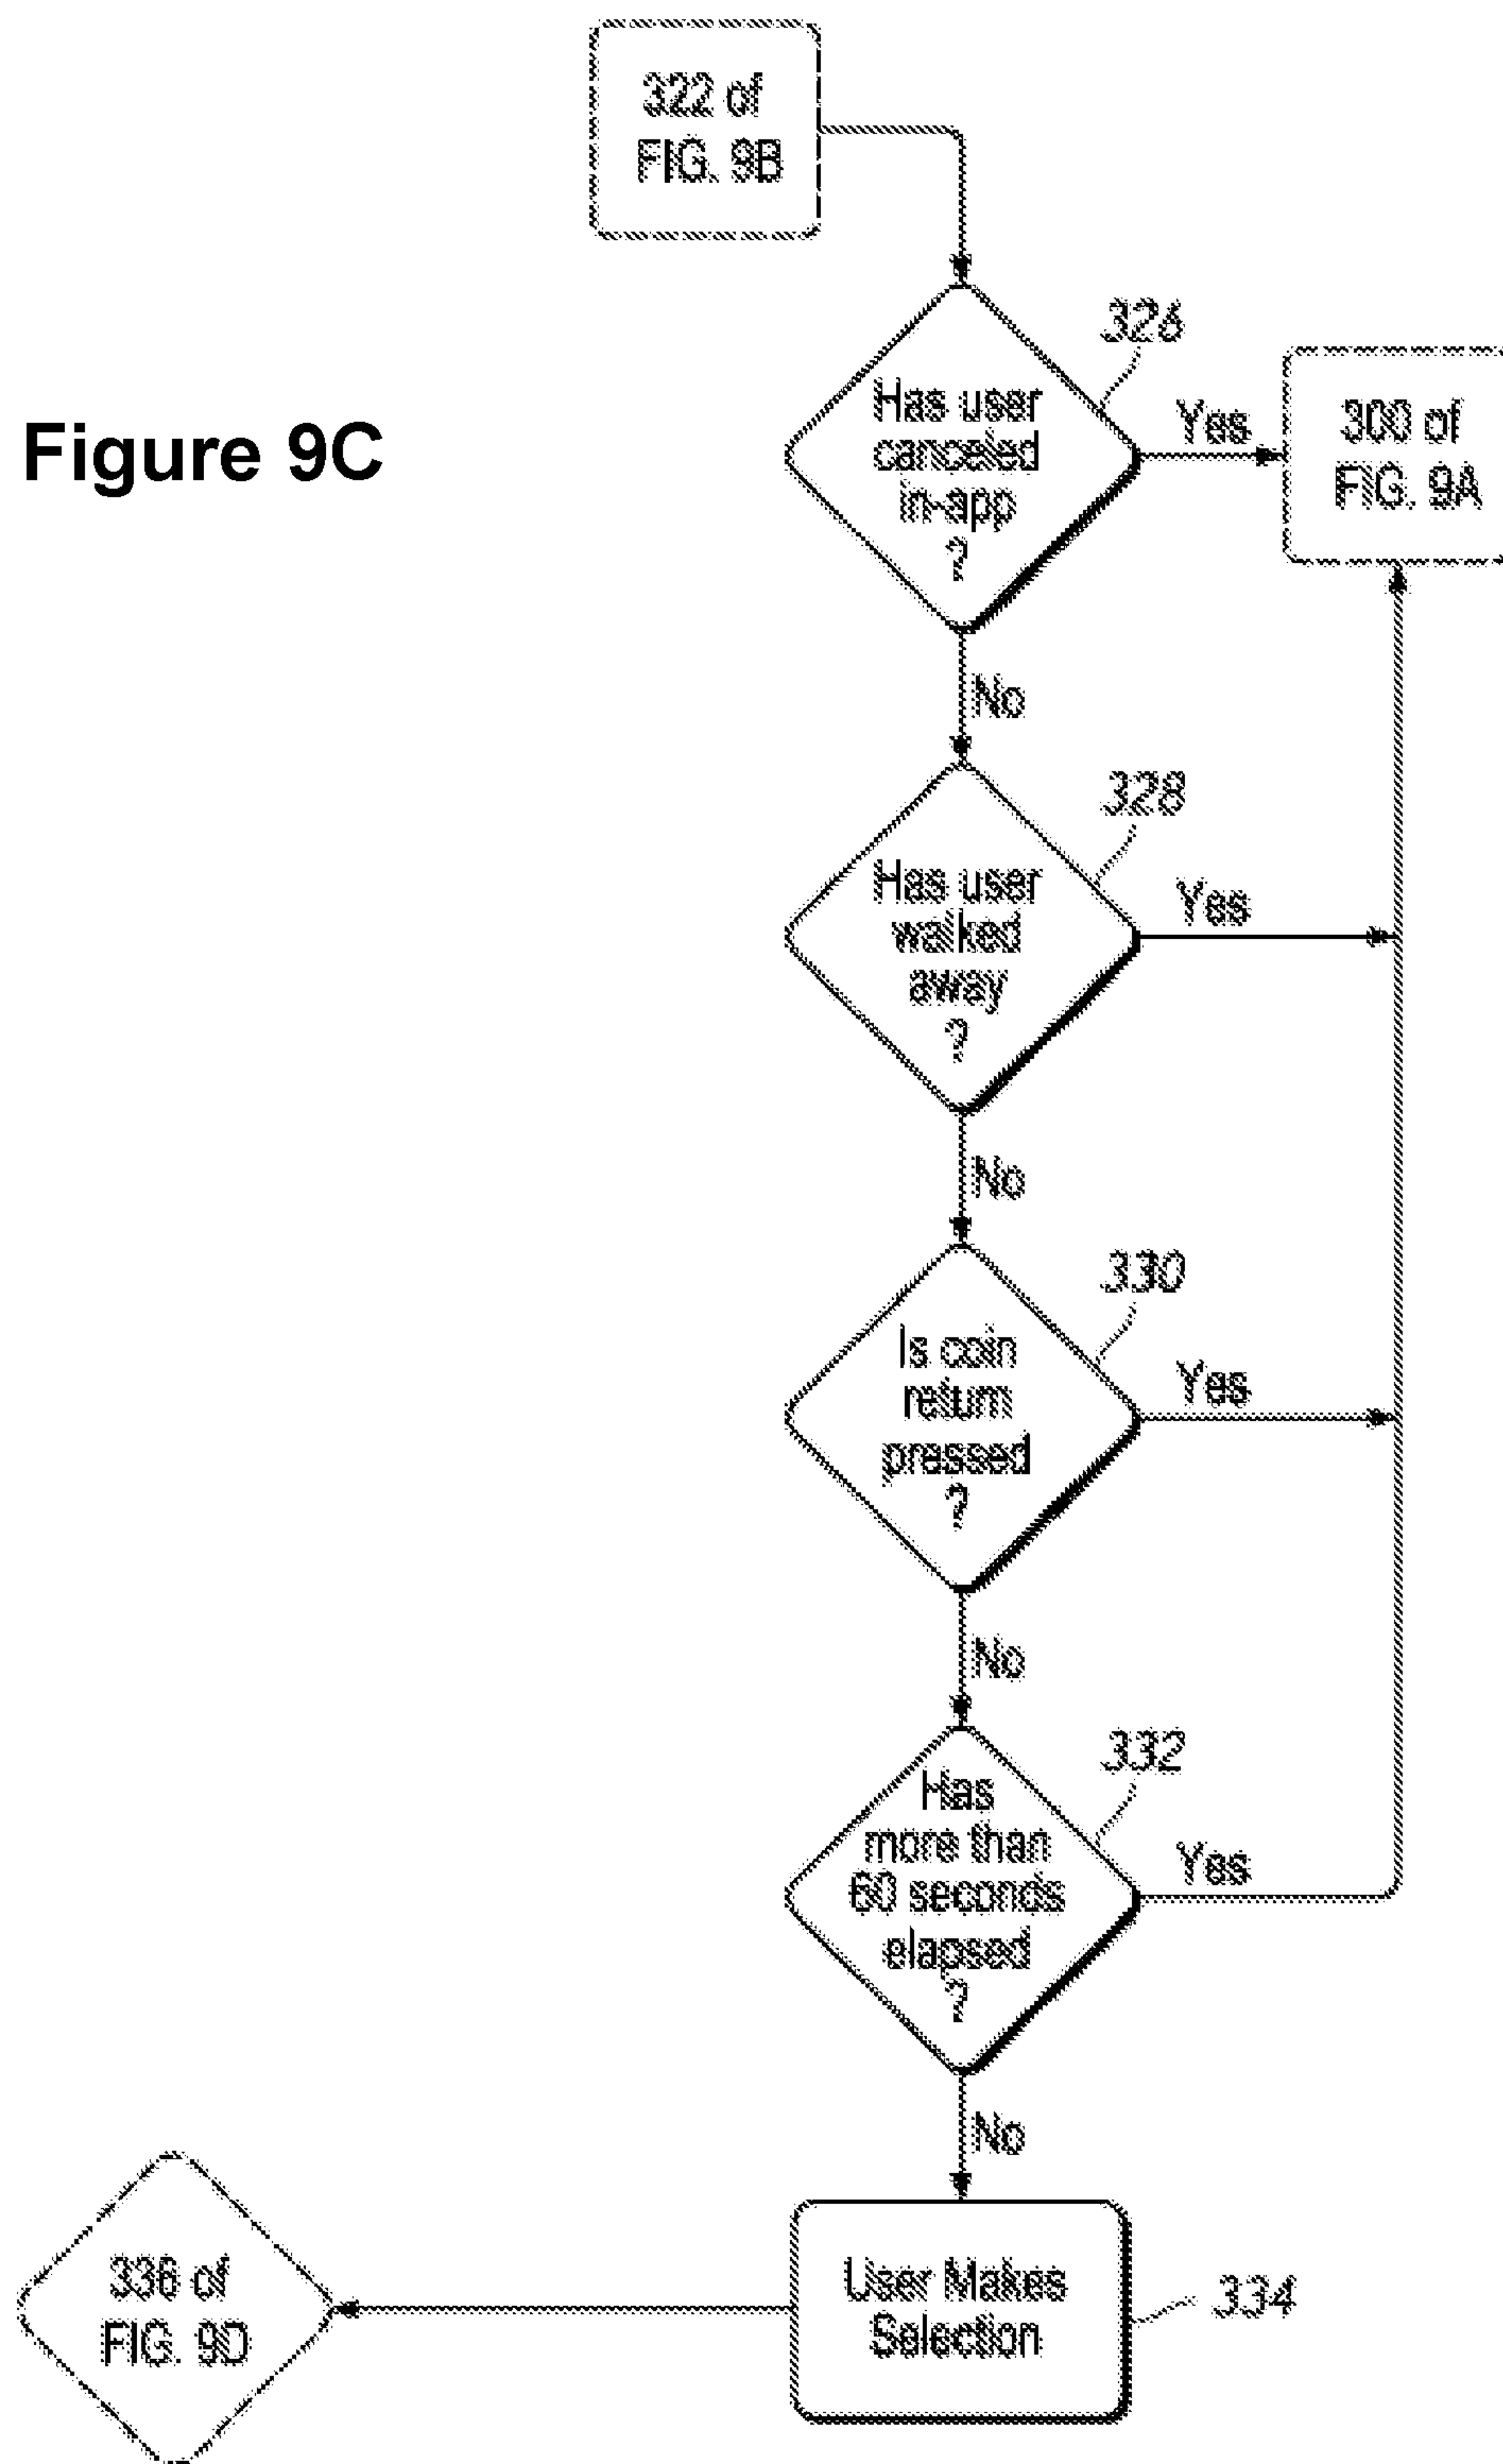 322 of
FIG. 9B
326
Has user
canceled
in-app
?
Yes
300 of
FIG. 9A
Figure 9C
No
328
Has user
walked
away
?
Yes
No
330
Is coin
return
pressed
?
Yes
No
332
Has
more than
60 seconds
elapsed
?
Yes
No
336 of
FIG. 9D
User Makes
Selection
334